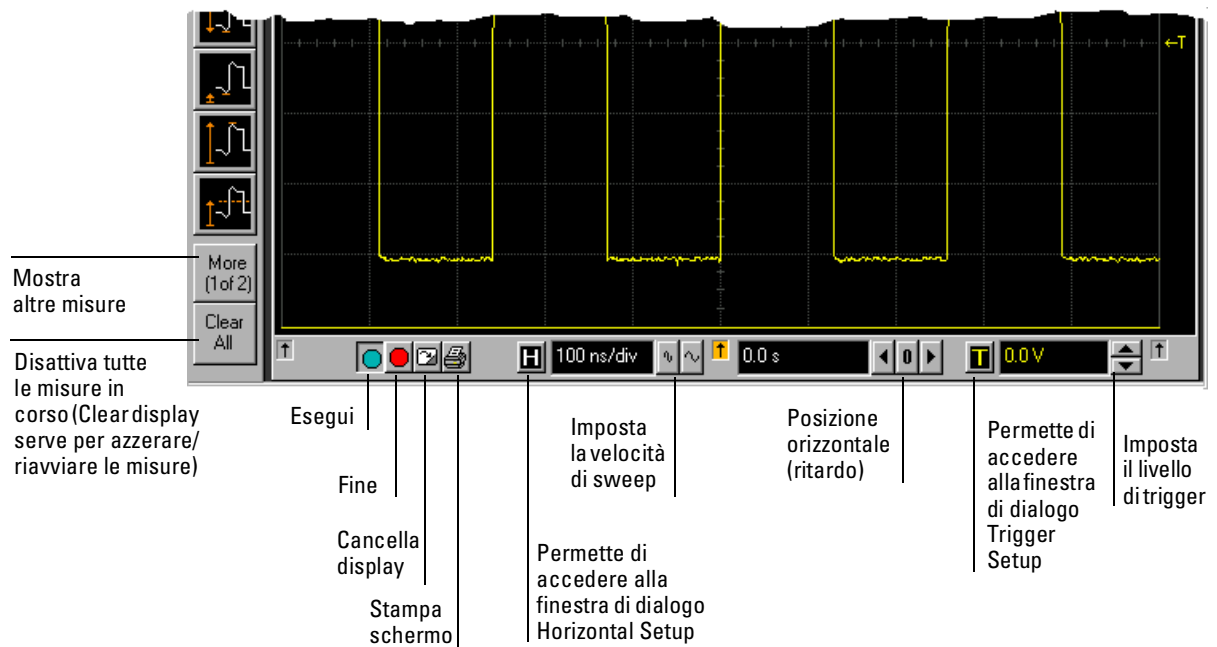 ←T
More
(1of 2)
Clear
All
H
100 ns/div
0.0 s
0
T
0.0 V
Mostra
altre misure
Disattiva tutte
le misure in
corso (Clear display
serve per azzerare/
riavviare le misure)
Esegui
Fine
Cancella
display
Stampa
schermo
Permette di
accedere alla
finestra di dialogo
Horizontal Setup
Imposta
la velocità
di sweep
Posizione
orizzontale
(ritardo)
Permette di
accedere
alla finestra
di dialogo
Trigger
Setup
Imposta
il livello
di trigger